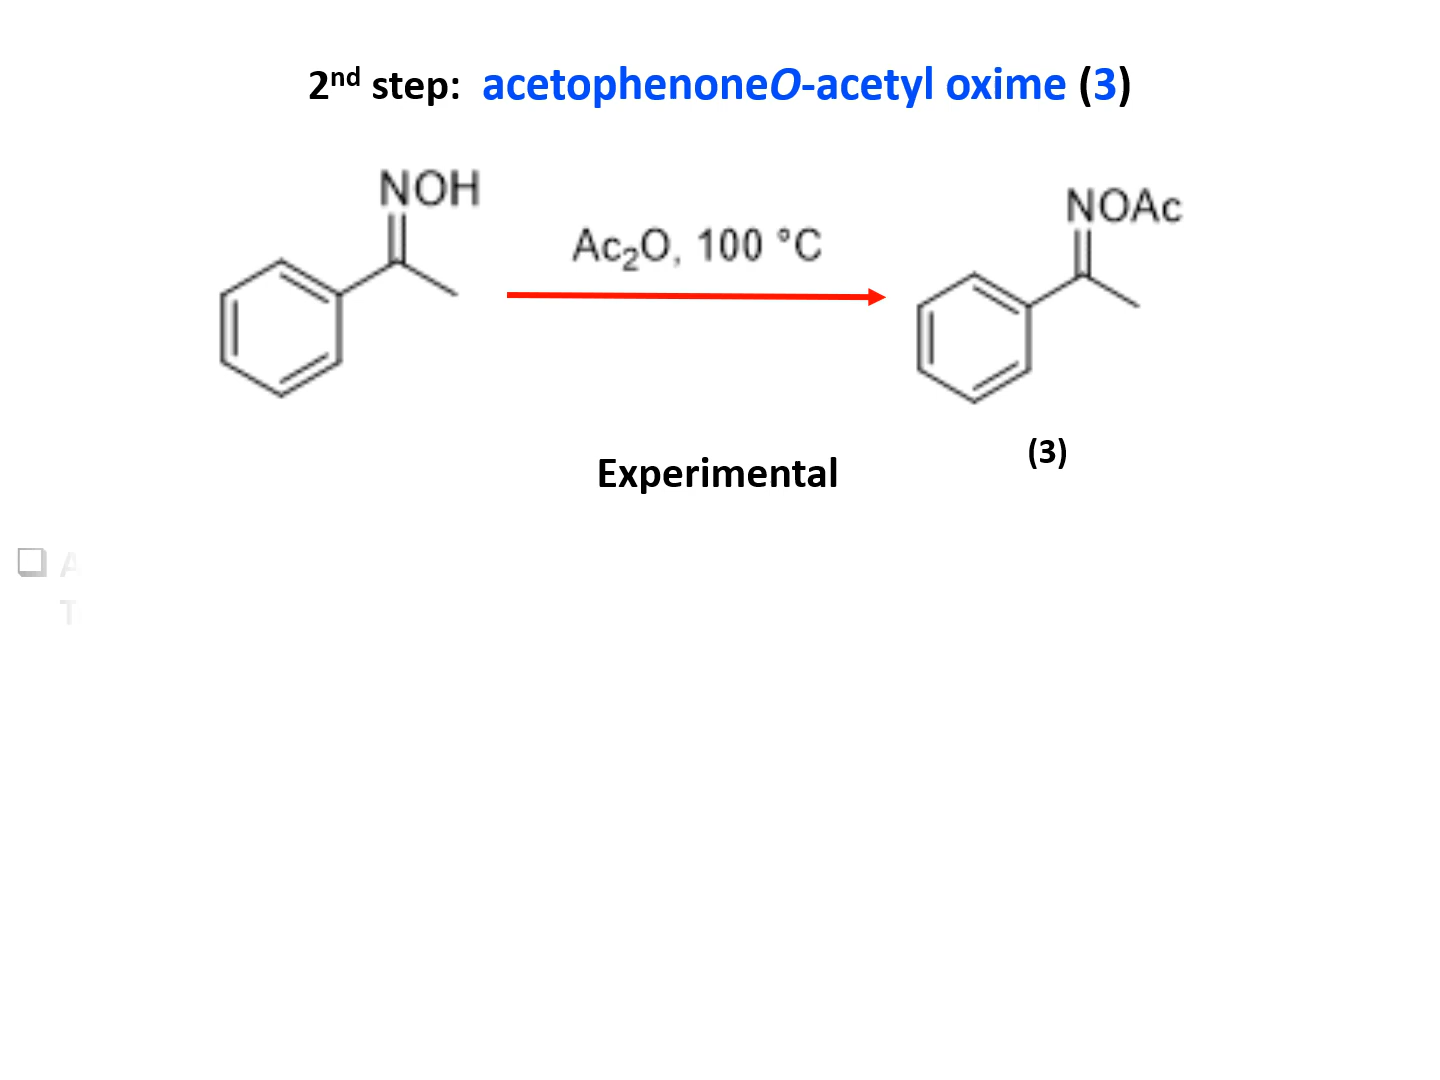 2nd step: acetophenoneO-acetyl oxime (3)
NOH
Ac2O, 100 °C
NOAc
(3)
Experimental